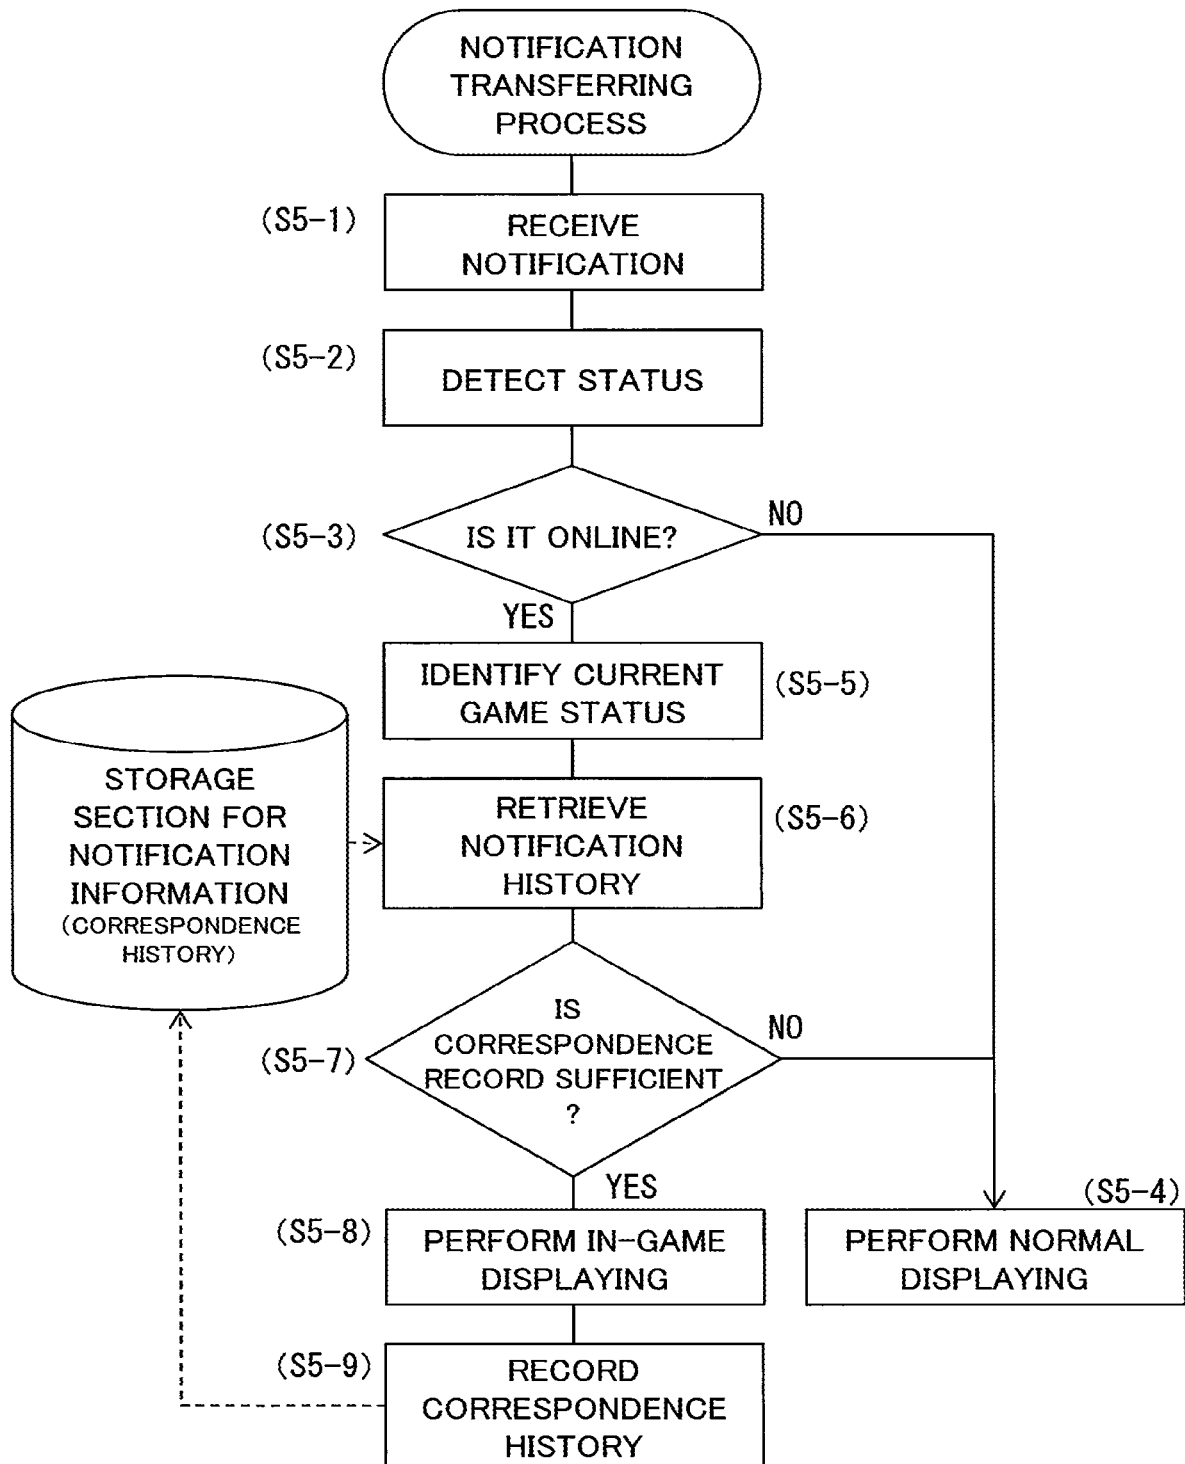 NOTIFICATION
TRANSFERRING
PROCESS
(S5-1)
RECEIVE
NOTIFICATION
(S5-2)
DETECT STATUS
(S5-3)
IS IT ONLINE?
NO
YES
IDENTIFY CURRENT
GAME STATUS
(S5-5)
STORAGE
SECTION FOR
NOTIFICATION
INFORMATION
(CORRESPONDENCE
HISTORY)
RETRIEVE
NOTIFICATION
HISTORY
(S5-6)
(S5-7)
IS
CORRESPONDENCE
RECORD SUFFICIENT
?
NO
YES
(S5-8)
PERFORM IN-GAME
DISPLAYING
(S5-4)
PERFORM NORMAL
DISPLAYING
(S5-9)
RECORD
CORRESPONDENCE
HISTORY